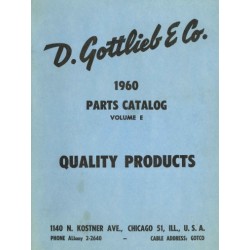 D. Gottlieb & Co.
1960
PARTS CATALOG
VOLUME E
QUALITY PRODUCTS
1140 N. KOSTNER AVE., CHICAGO 51, ILL., U. S. A.
PHONE ALbany 2-2640 — CABLE ADDRESS: GOTCO